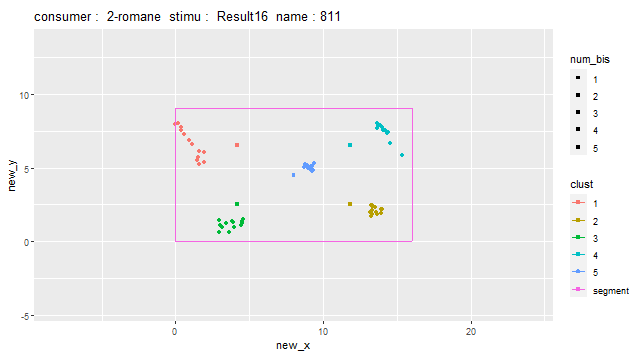 consumer : 2-romane stimu : Result16 name : 811
new_y
10
5
0
-5
0
10
20
new_x
num_bis
1
2
3
4
5
clust
1
2
3
4
5
segment